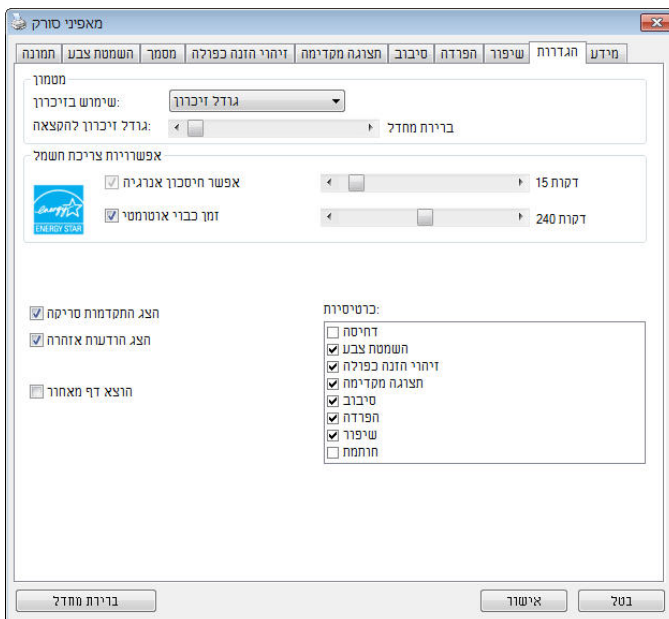 מאפיני סורק
תמונה
השמטת צבע
מסמך
זיהוי הזנה כפולה
תצוגה מקדימה
סיבוב
הפרדה
שיפור
הגדרות
מידע
מטמון
שימוש בזיכרון:
גודל זיכרון
גודל זיכרון להקצאה:
ברירת מחדל
אפשרויות צריכת חשמל
energy
ENERGY STAR
אפשר חיסכון אנרגיה
דקות 15
זמן כבוי אוטומטי
דקות 240
הצג התקדמות סריקה
הצג הודעות אזהרה
הוצא דף מאחור
כרטיסיות:
דחיסה
השמטת צבע
זיהוי הזנה כפולה
תצוגה מקדימה
סיבוב
הפרדה
שיפור
חותמת
ברירת מחדל
אישור
בטל